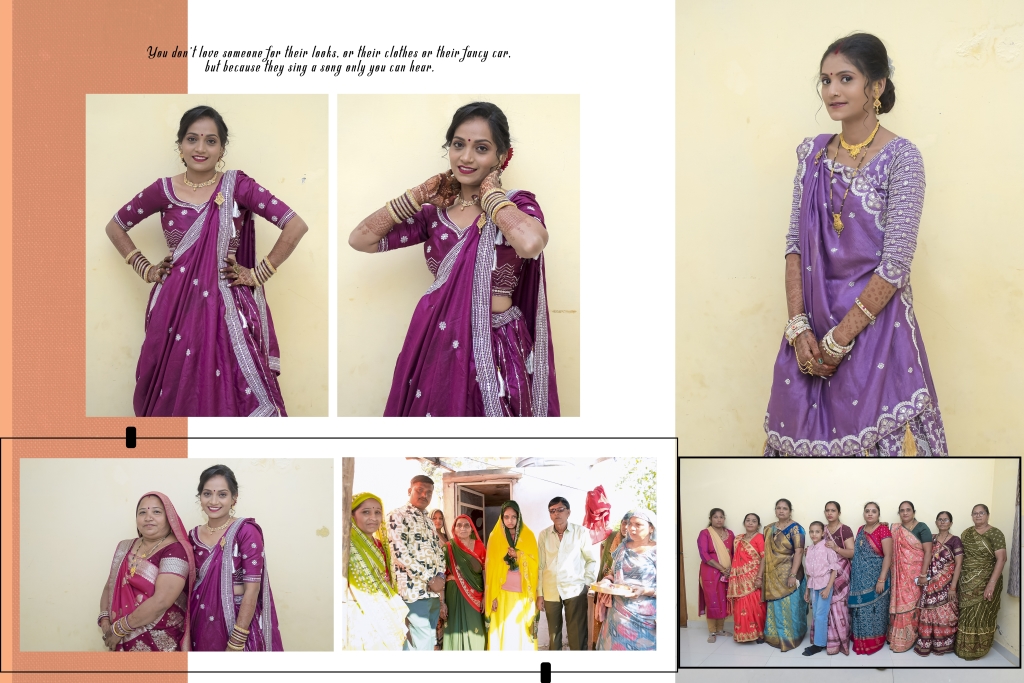 You don't love someone for their looks, or their clothes or their fancy car,
but because they sing a song only you can hear.